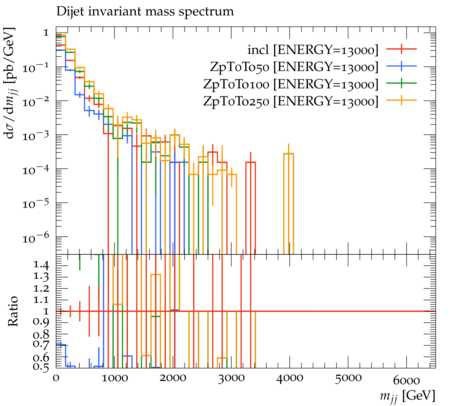 Dijet invariant mass spectrum
dσ/dm_jj [pb/GeV]
1
10^−1
10^−2
10^−3
10^−4
10^−5
10^−6
incl [ENERGY=13000]
ZpToTo50 [ENERGY=13000]
ZpToTo100 [ENERGY=13000]
ZpToTo250 [ENERGY=13000]
Ratio
1.4
1.3
1.2
1.1
1
0.9
0.8
0.7
0.6
0.5
0 1000 2000 3000 4000 5000 6000
m_jj [GeV]